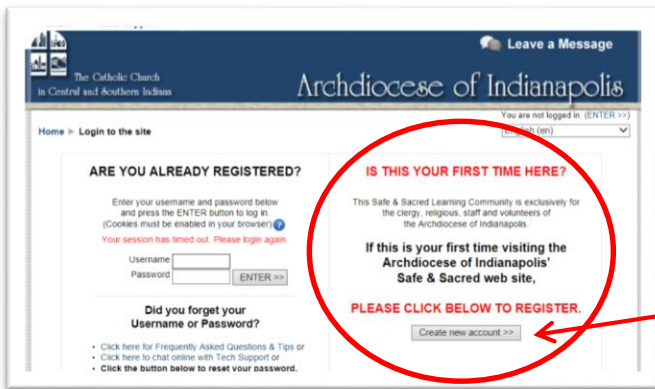 Leave a Message
The Catholic Church
in Central and Southern Indiana
Archdiocese of Indianapolis
You are not logged in. (ENTER >>)
Home ► Login to the site
English (en)
ARE YOU ALREADY REGISTERED?
Enter your username and password below
and press the ENTER button to log in.
(Cookies must be enabled in your browser) ?
Your session has timed out. Please login again.
Username
Password
ENTER >>
Did you forget your
Username or Password?
• Click here for Frequently Asked Questions & Tips or
• Click here to chat online with Tech Support or
• Click the button below to reset your password.
IS THIS YOUR FIRST TIME HERE?
This Safe & Sacred Learning Community is exclusively for
the clergy, religious, staff and volunteers of
the Archdiocese of Indianapolis.
If this is your first time visiting the
Archdiocese of Indianapolis'
Safe & Sacred web site,
PLEASE CLICK BELOW TO REGISTER.
Create new account >>